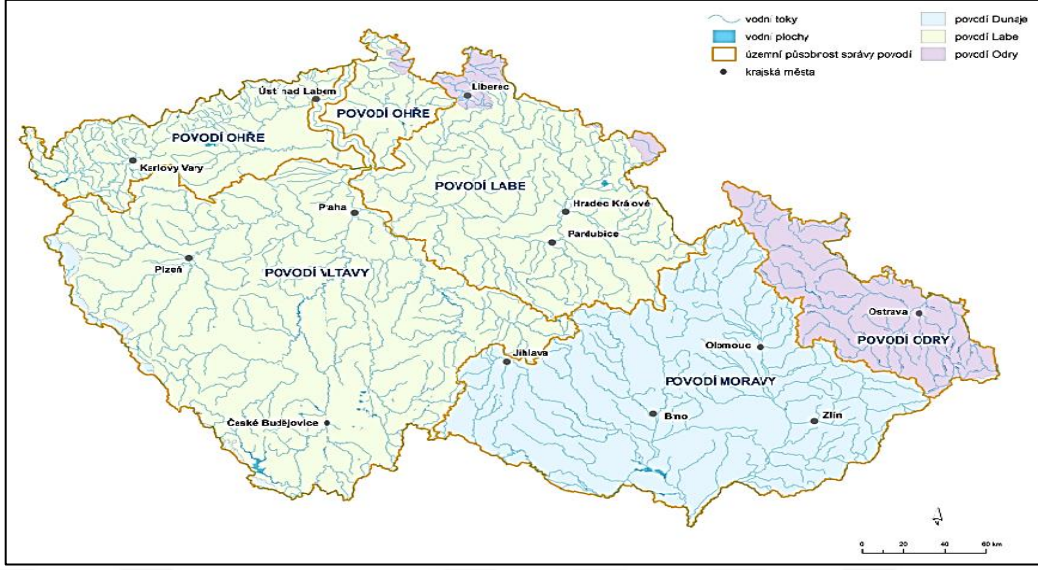 vodní toky
vodní plochy
územní působnost správy povodí
krajská města
povodí Dunaje
povodí Labe
povodí Odry
Liberec
Ústí nad Labem
POVODÍ OHŘE
POVODÍ OHŘE
Karlovy Vary
POVODÍ LABE
Praha
Hradec Králové
Pardubice
Plzeň
POVODÍ VLTAVY
Ostrava
POVODÍ ODRY
Olomouc
Jihlava
POVODÍ MORAVY
Brno
Zlín
České Budějovice
0 20 40 60 km